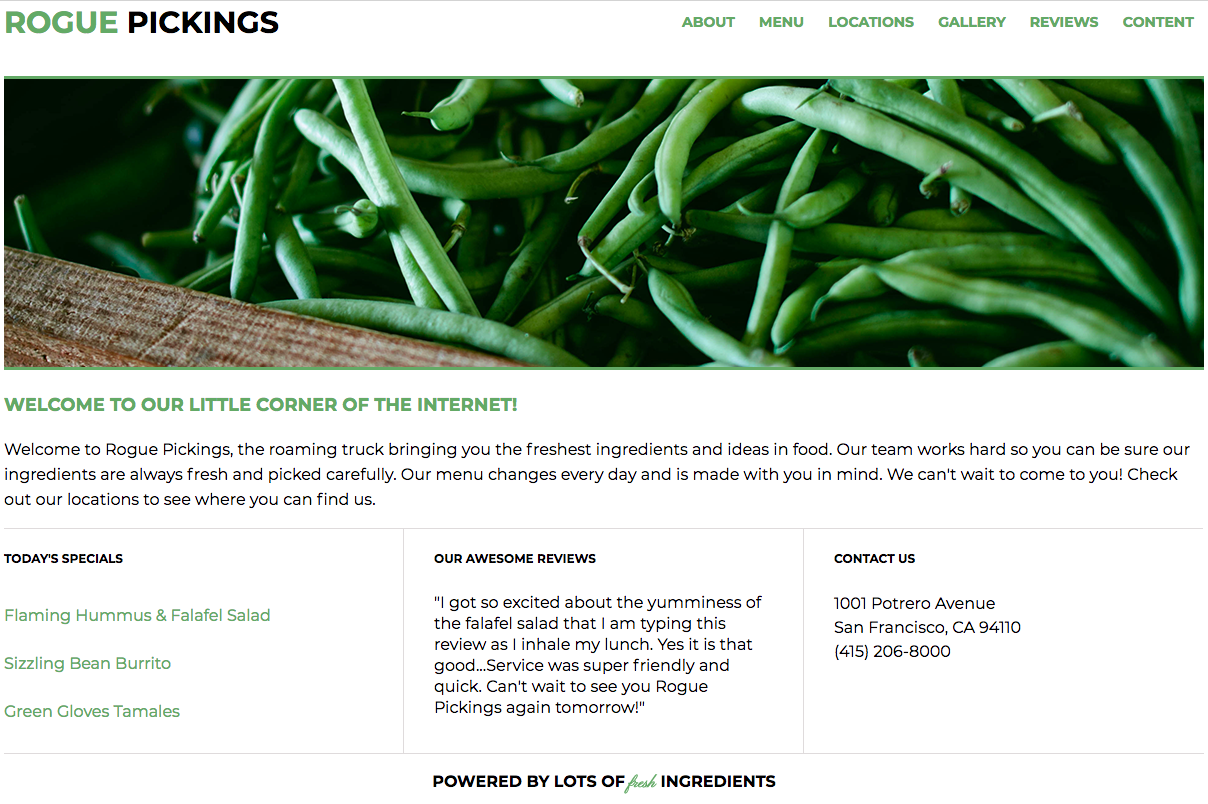 ROGUE PICKINGS
ABOUT MENU LOCATIONS GALLERY REVIEWS CONTENT
WELCOME TO OUR LITTLE CORNER OF THE INTERNET!
Welcome to Rogue Pickings, the roaming truck bringing you the freshest ingredients and ideas in food. Our team works hard so you can be sure our
ingredients are always fresh and picked carefully. Our menu changes every day and is made with you in mind. We can't wait to come to you! Check
out our locations to see where you can find us.
TODAY'S SPECIALS
Flaming Hummus & Falafel Salad
Sizzling Bean Burrito
Green Gloves Tamales
OUR AWESOME REVIEWS
"I got so excited about the yumminess of
the falafel salad that I am typing this
review as I inhale my lunch. Yes it is that
good...Service was super friendly and
quick. Can't wait to see you Rogue
Pickings again tomorrow!"
CONTACT US
1001 Potrero Avenue
San Francisco, CA 94110
(415) 206-8000
POWERED BY LOTS OF fresh INGREDIENTS